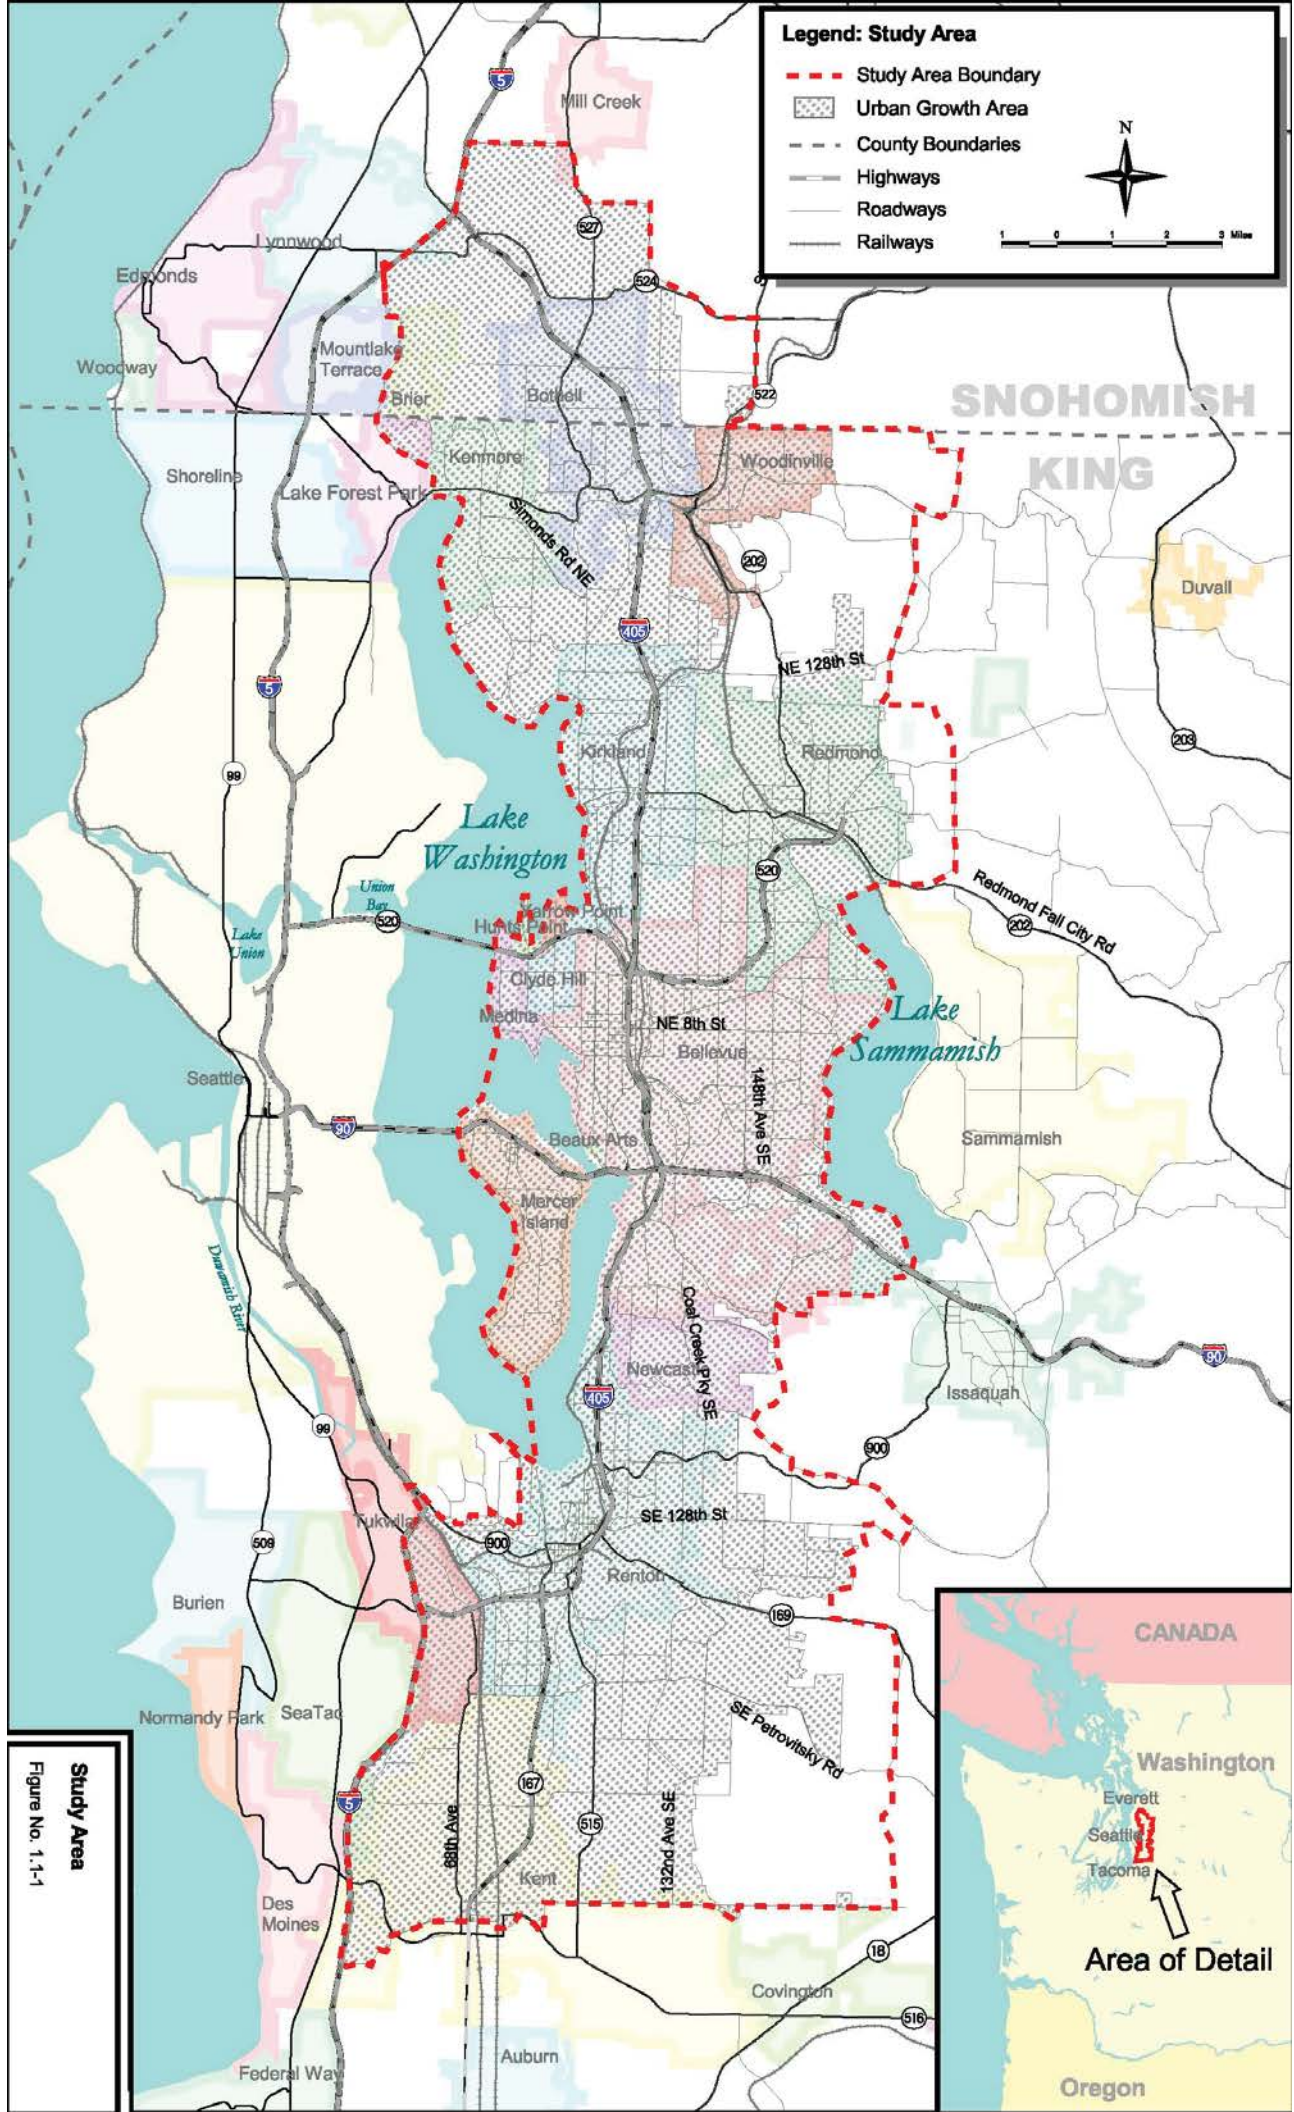 Legend: Study Area
Study Area Boundary
Urban Growth Area
County Boundaries
Highways
Roadways
Railways
N
1 0 1 2 3 Miles
5
Mill Creek
527
Lynnwood
Edmonds
524
Mountlake
Terrace
Woodway
Brier
Bothell
522
SNOHOMISH
KING
Kenmore
Woodinville
Shoreline
Lake Forest Park
Simonds Rd NE
202
Duvall
405
NE 128th St
5
Kirkland
Redmond
203
99
Lake
Washington
520
Union
Bay
520
Redmond Fall City Rd
202
Yarrow Point
Hunts Point
Lake
Union
Clyde Hill
Medina
NE 8th St
Lake
Sammamish
Bellevue
148th Ave SE
Seattle
90
Beaux Arts
Sammamish
Mercer
Island
Duwamish River
Coal Creek Pky SE
Newcastle
90
405
Issaquah
99
900
Tukwila
SE 128th St
509
900
Renton
Burien
169
Normandy Park
SeaTac
SE Petrovitsky Rd
167
5
515
68th Ave
132nd Ave SE
Kent
Des
Moines
18
Covington
516
Auburn
Federal Way
Study Area
Figure No. 1.1-1
CANADA
Washington
Everett
Seattle
Tacoma
Area of Detail
Oregon